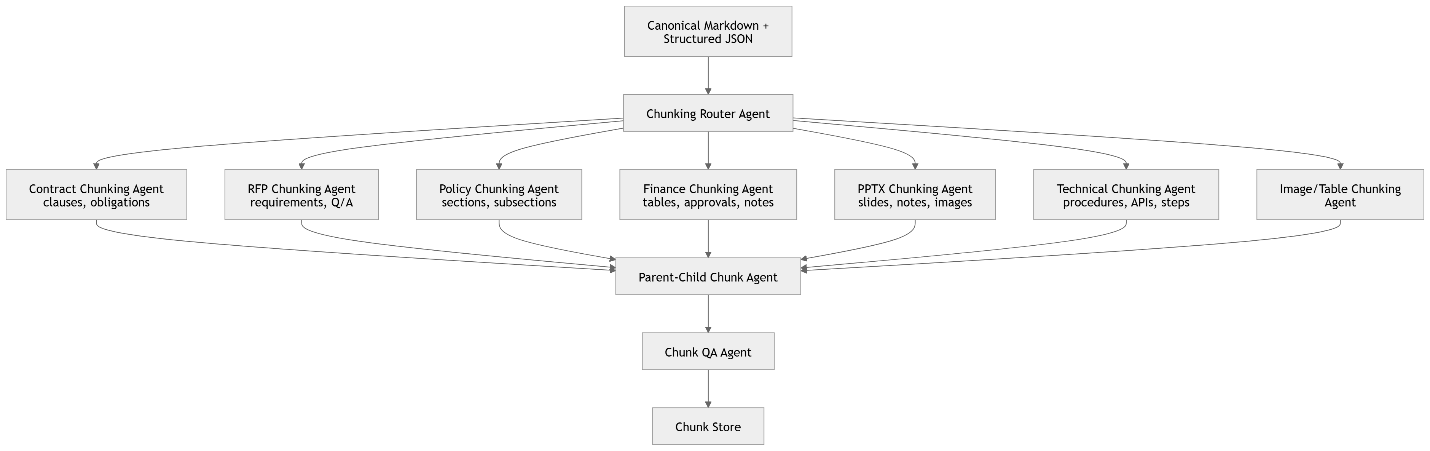 Canonical Markdown +
Structured JSON
Chunking Router Agent
Contract Chunking Agent
clauses, obligations
RFP Chunking Agent
requirements, Q/A
Policy Chunking Agent
sections, subsections
Finance Chunking Agent
tables, approvals, notes
PPTX Chunking Agent
slides, notes, images
Technical Chunking Agent
procedures, APIs, steps
Image/Table Chunking
Agent
Parent-Child Chunk Agent
Chunk QA Agent
Chunk Store